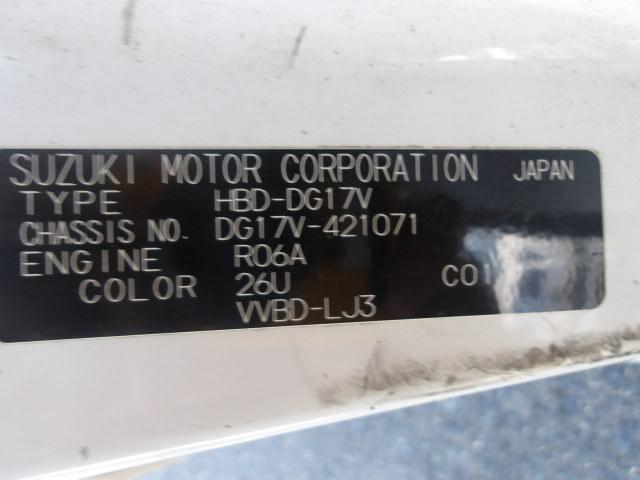 SUZUKI MOTOR CORPORATION JAPAN
TYPE HBD-DG17V
CHASSIS NO. DG17V-421071
ENGINE R06A
COLOR 26U C01
VVBD-LJ3